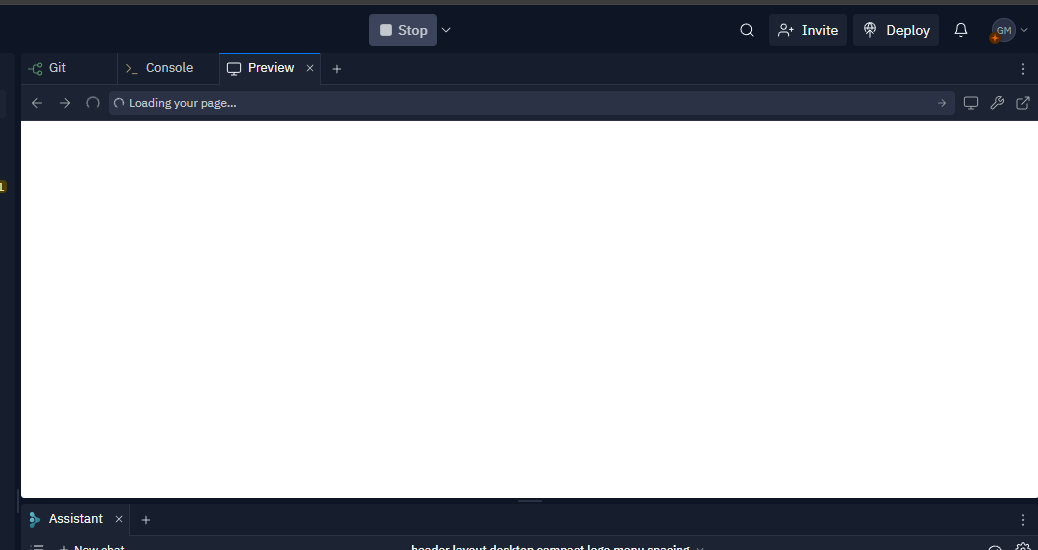 Stop
Invite
Deploy
GM
Git
Console
Preview
Loading your page...
1
Assistant
New chat
header layout desktop compact logo menu spacing